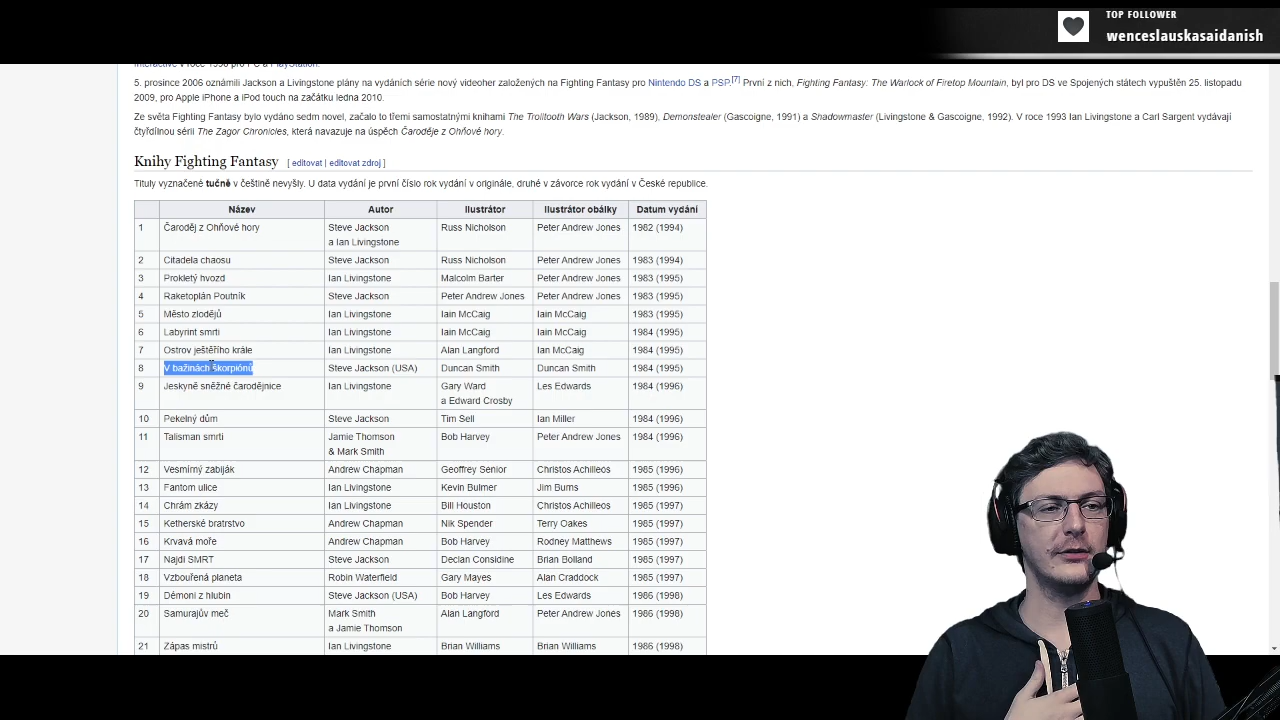 TOP FOLLOWER
wenceslauskasaidanish
Interactive v roce 1998 pro PC a PlayStation.
5. prosince 2006 oznámili Jackson a Livingstone plány na vydáních série nový videoher založených na Fighting Fantasy pro Nintendo DS a PSP.[7] První z nich, Fighting Fantasy: The Warlock of Firetop Mountain, byl pro DS ve Spojených státech vypuštěn 25. listopadu
2009, pro Apple iPhone a iPod touch na začátku ledna 2010.
Ze světa Fighting Fantasy bylo vydáno sedm novel, začalo to třemi samostatnými knihami The Trolltooth Wars (Jackson, 1989), Demonstealer (Gascoigne, 1991) a Shadowmaster (Livingstone & Gascoigne, 1992). V roce 1993 Ian Livingstone a Carl Sargent vydávají
čtyřdílnou sérii The Zagor Chronicles, která navazuje na úspěch Čaroděje z Ohňové hory.
Knihy Fighting Fantasy [ editovat | editovat zdroj ]
Tituly vyznačené tučně v češtině nevyšly. U data vydání je první číslo rok vydání v originále, druhé v závorce rok vydání v České republice.
Název Autor Ilustrátor Ilustrátor obálky Datum vydání
1 Čaroděj z Ohňové hory Steve Jackson Russ Nicholson Peter Andrew Jones 1982 (1994)
a Ian Livingstone
2 Citadela chaosu Steve Jackson Russ Nicholson Peter Andrew Jones 1983 (1994)
3 Prokletý hvozd Ian Livingstone Malcolm Barter Peter Andrew Jones 1983 (1995)
4 Raketoplán Poutník Steve Jackson Peter Andrew Jones Peter Andrew Jones 1983 (1995)
5 Město zlodějů Ian Livingstone Iain McCaig Iain McCaig 1983 (1995)
6 Labyrint smrti Ian Livingstone Iain McCaig Iain McCaig 1984 (1995)
7 Ostrov ještěřího krále Ian Livingstone Alan Langford Ian McCaig 1984 (1995)
8 V bažinách škorpiónů Steve Jackson (USA) Duncan Smith Duncan Smith 1984 (1995)
9 Jeskyně sněžné čarodějnice Ian Livingstone Gary Ward Les Edwards 1984 (1996)
a Edward Crosby
10 Pekelný dům Steve Jackson Tim Sell Ian Miller 1984 (1996)
11 Talisman smrti Jamie Thomson Bob Harvey Peter Andrew Jones 1984 (1996)
& Mark Smith
12 Vesmírný zabiják Andrew Chapman Geoffrey Senior Christos Achilleos 1985 (1996)
13 Fantom ulice Ian Livingstone Kevin Bulmer Jim Burns 1985 (1996)
14 Chrám zkázy Ian Livingstone Bill Houston Christos Achilleos 1985 (1997)
15 Ketherské bratrstvo Andrew Chapman Nik Spender Terry Oakes 1985 (1997)
16 Krvavá moře Andrew Chapman Bob Harvey Rodney Matthews 1985 (1997)
17 Najdi SMRT Steve Jackson Declan Considine Brian Bolland 1985 (1997)
18 Vzbouřená planeta Robin Waterfield Gary Mayes Alan Craddock 1985 (1997)
19 Démoni z hlubin Steve Jackson (USA) Bob Harvey Les Edwards 1986 (1998)
20 Samurajův meč Mark Smith Alan Langford Peter Andrew Jones 1986 (1998)
a Jamie Thomson
21 Zápas mistrů Ian Livingstone Brian Williams Brian Williams 1986 (1998)